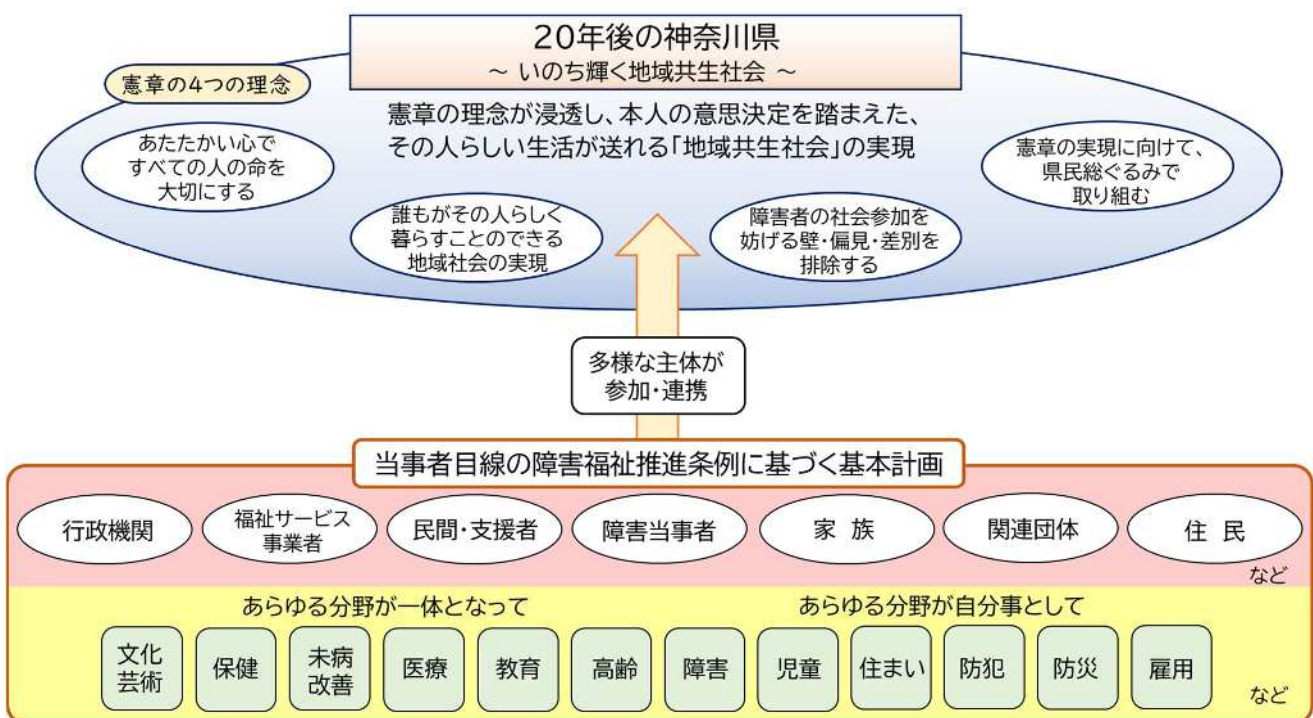 20年後の神奈川県
~ いのち輝く地域共生社会 ~
憲章の4つの理念
憲章の理念が浸透し、本人の意思決定を踏まえた、
その人らしい生活が送れる「地域共生社会」の実現
あたたかい心で
すべての人の命を
大切にする
誰もがその人らしく
暮らすことのできる
地域社会の実現
障害者の社会参加を
妨げる壁・偏見・差別を
排除する
憲章の実現に向けて、
県民総ぐるみで
取り組む
多様な主体が
参加・連携
当事者目線の障害福祉推進条例に基づく基本計画
行政機関
福祉サービス
事業者
民間・支援者
障害当事者
家 族
関連団体
住 民
など
あらゆる分野が一体となって
あらゆる分野が自分事として
文化
芸術
保健
未病
改善
医療
教育
高齢
障害
児童
住まい
防犯
防災
雇用
など